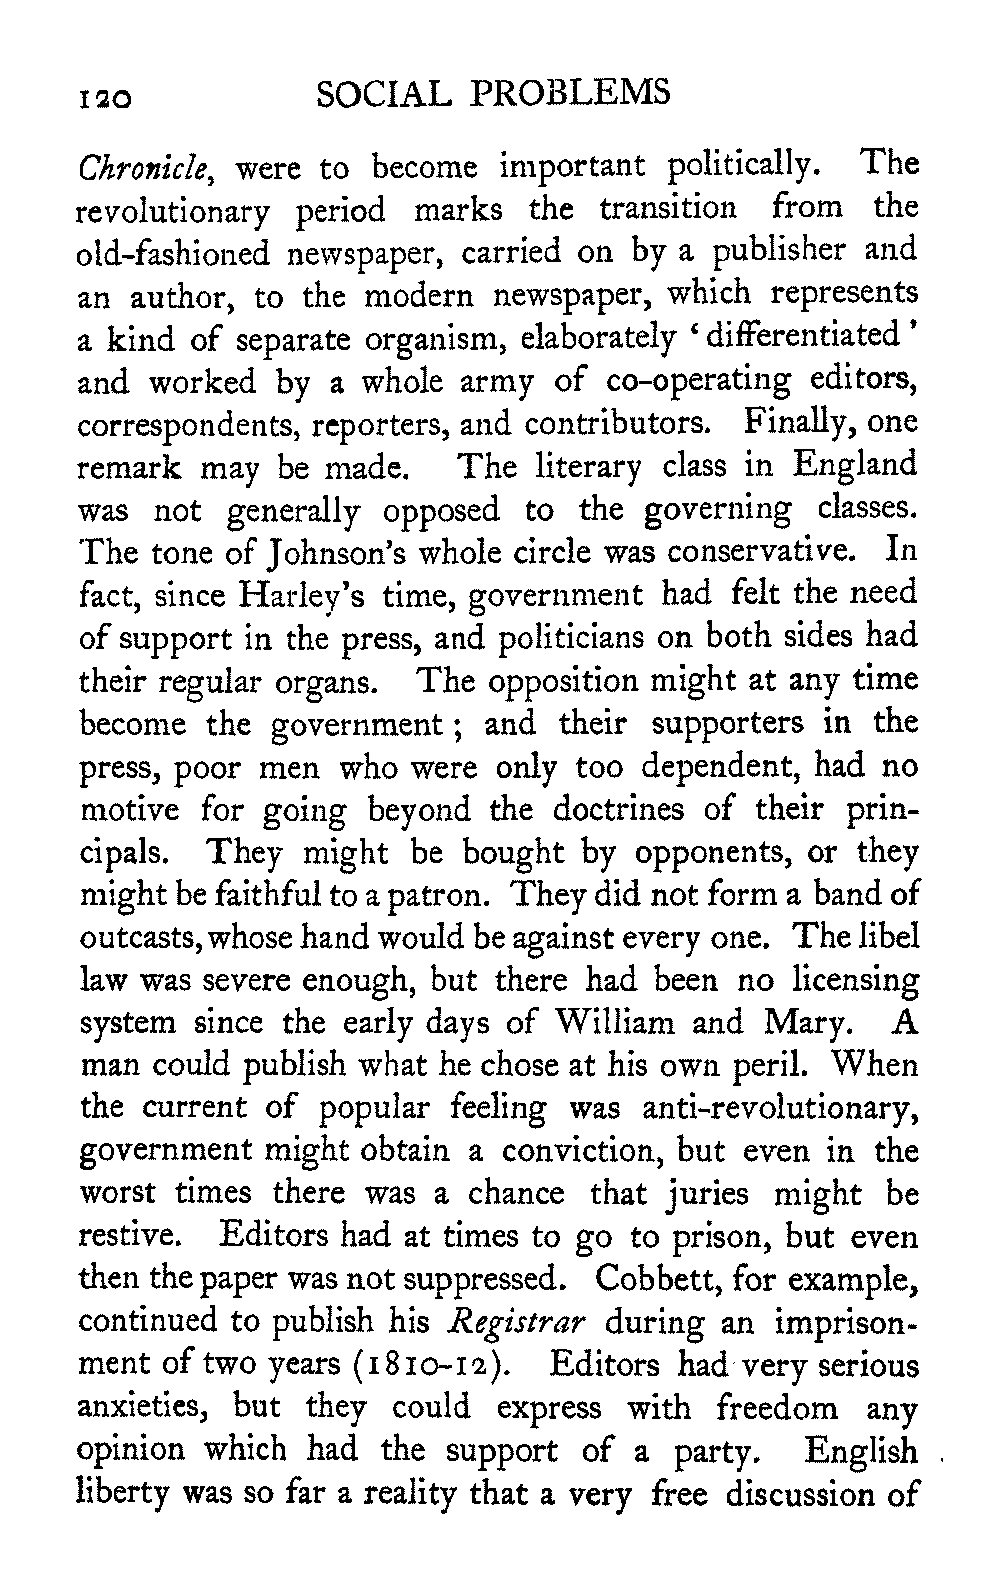 120 SOCIAL PROBLEMS
Chronicle, were to become important politically. The
revolutionary period marks the transition from the
old-fashioned newspaper, carried on by a publisher and
an author, to the modern newspaper, which represents
a kind of separate organism, elaborately ‘ differentiated ’
and worked by a whole army of co-operating editors,
correspondents, reporters, and contributors. Finally, one
remark may be made. The literary class in England
was not generally opposed to the governing classes.
The tone of Johnson’s whole circle was conservative. In
fact, since Harley’s time, government had felt the need
of support in the press, and politicians on both sides had
their regular organs. The opposition might at any time
become the government ; and their supporters in the
press, poor men who were only too dependent, had no
motive for going beyond the doctrines of their prin-
cipals. They might be bought by opponents, or they
might be faithful to a patron. They did not form a band of
outcasts, whose hand would be against every one. The libel
law was severe enough, but there had been no licensing
system since the early days of William and Mary. A
man could publish what he chose at his own peril. When
the current of popular feeling was anti-revolutionary,
government might obtain a conviction, but even in the
worst times there was a chance that juries might be
restive. Editors had at times to go to prison, but even
then the paper was not suppressed. Cobbett, for example,
continued to publish his Registrar during an imprison-
ment of two years (1810-12). Editors had very serious
anxieties, but they could express with freedom any
opinion which had the support of a party. English
liberty was so far a reality that a very free discussion of